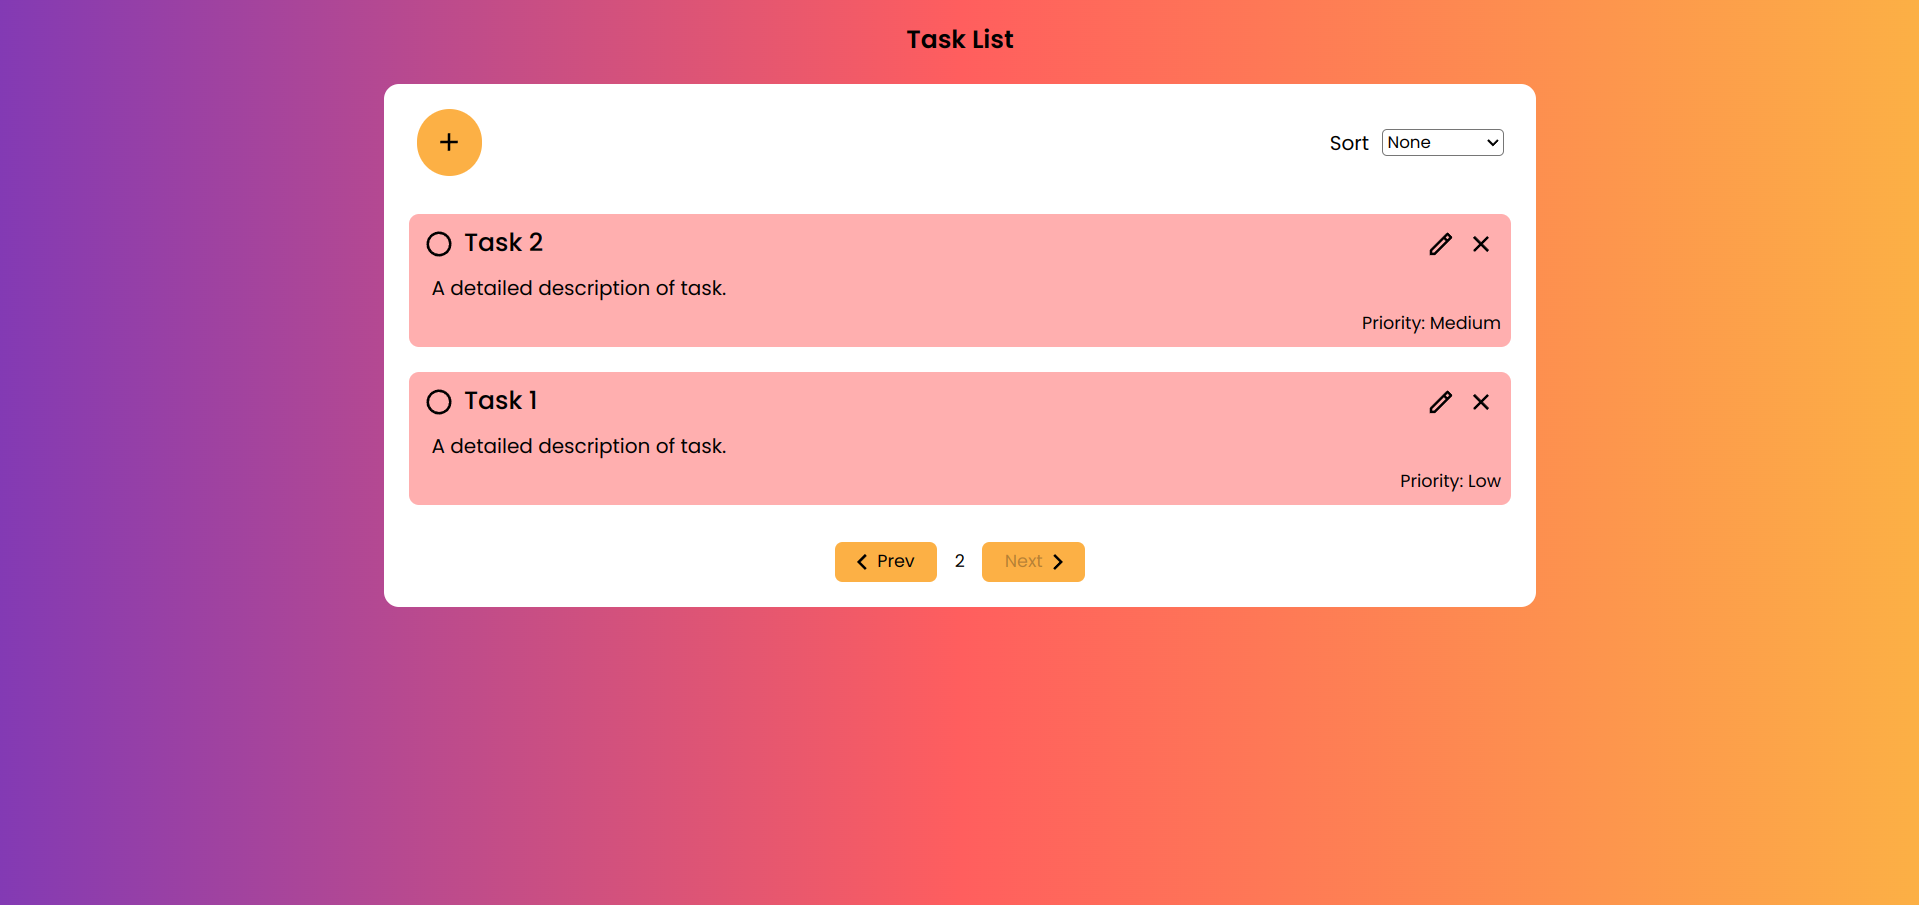 Task List
Sort None
Task 2
A detailed description of task.
Priority: Medium
Task 1
A detailed description of task.
Priority: Low
Prev 2 Next